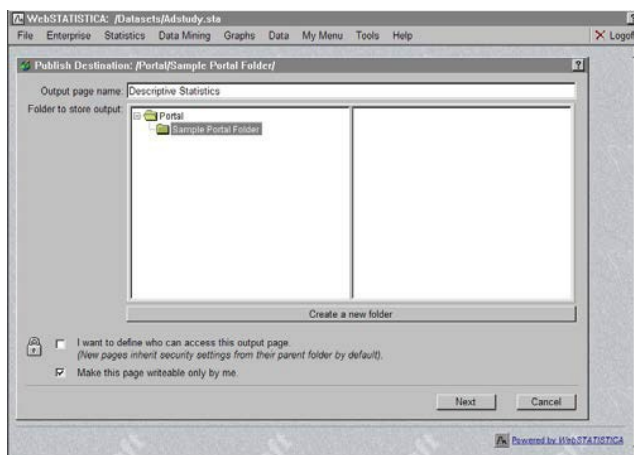 WebSTATISTICA: /Datasets/Adstudy.sta
File Enterprise Statistics Data Mining Graphs Data My Menu Tools Help Logoff
Publish Destination: /Portal/Sample Portal Folder/ ?
Output page name: Descriptive Statistics
Folder to store output: Portal
Sample Portal Folder
Create a new folder
I want to define who can access this output page.
(New pages inherit security settings from their parent folder by default).
Make this page writeable only by me.
Next Cancel
Powered by WebSTATISTICA